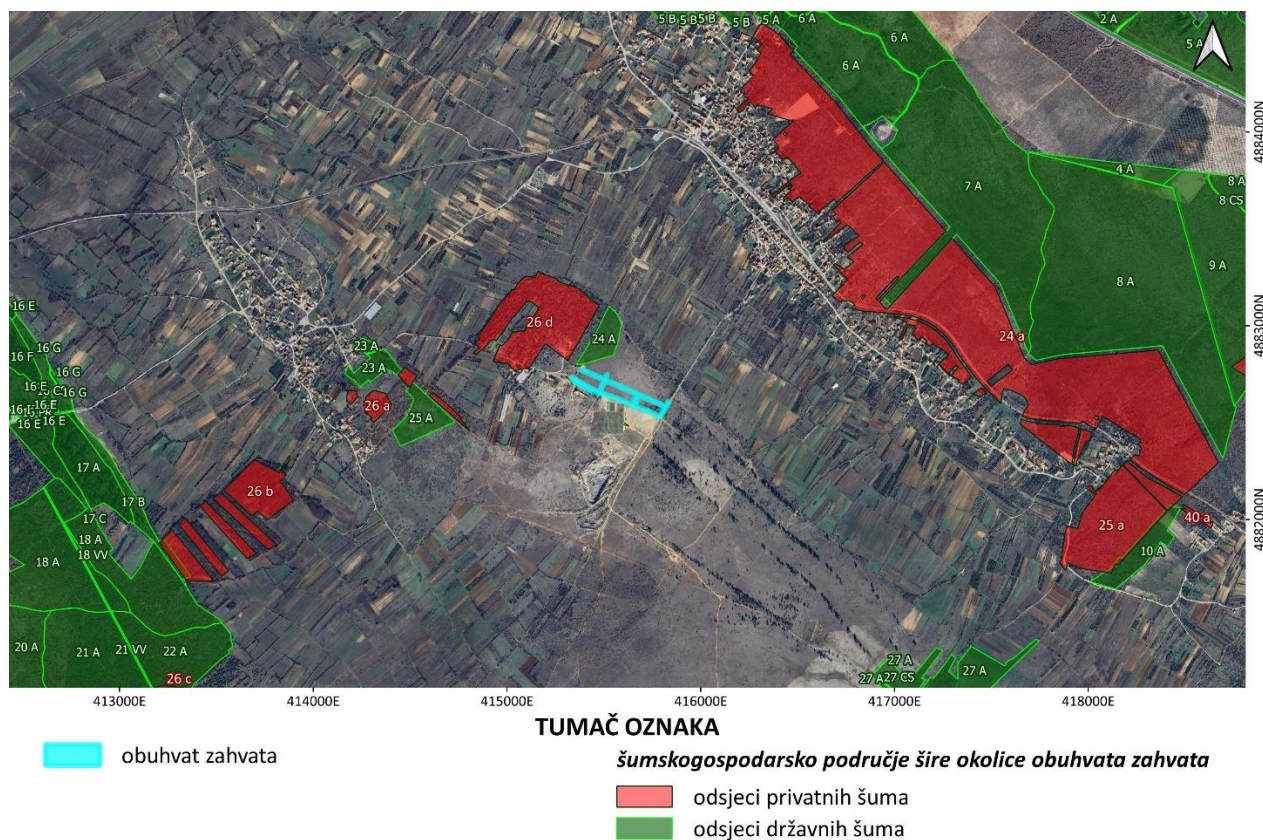 5 B 5 B 5 B 5 B 5 A 6 A 2 A
6 A 5 A
6 A
4884000N
4 A
7 A 8 A
8 CS
9 A
8 A
16 E
26 d 24 A 24 a 4883000N
16 G
23 A
16 F
16 G
23 A
16 E
16 G
26 a
16 E
25 A
16 E
17 A
26 b
17 B
17 C
25 a 40 a 4882000N
18 A
18 VV
10 A
18 A
20 A 21 A 21 VV 22 A
27 A 27 A
26 c 27 A 27 CS
413000E 414000E 415000E 416000E 417000E 418000E
TUMAČ OZNAKA
obuhvat zahvata
šumskogospodarsko područje šire okolice obuhvata zahvata
odsjeci privatnih šuma
odsjeci državnih šuma